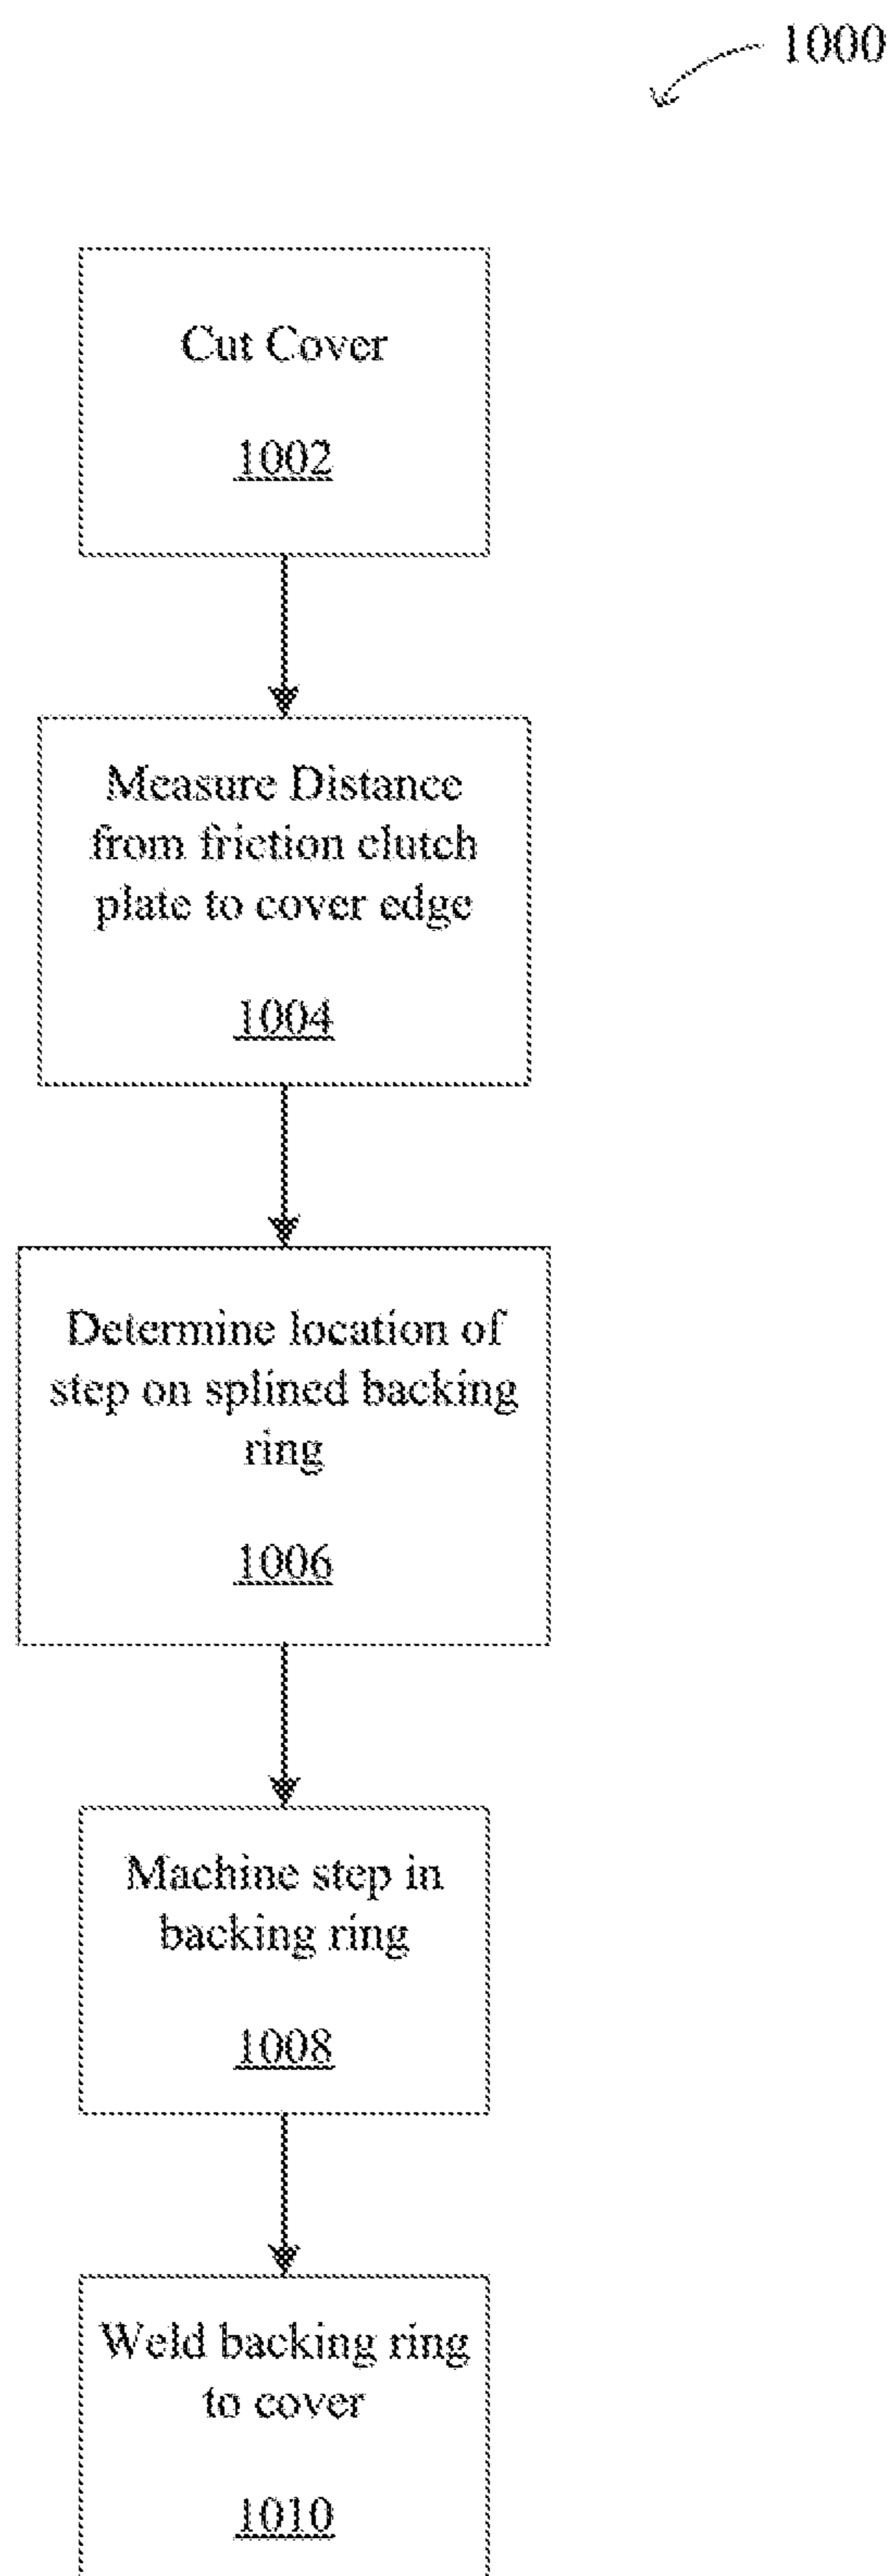 1000
Cut Cover
1002
Measure Distance
from friction clutch
plate to cover edge
1004
Determine location of
step on splined backing
ring
1006
Machine step in
backing ring
1008
Weld backing ring
to cover
1010